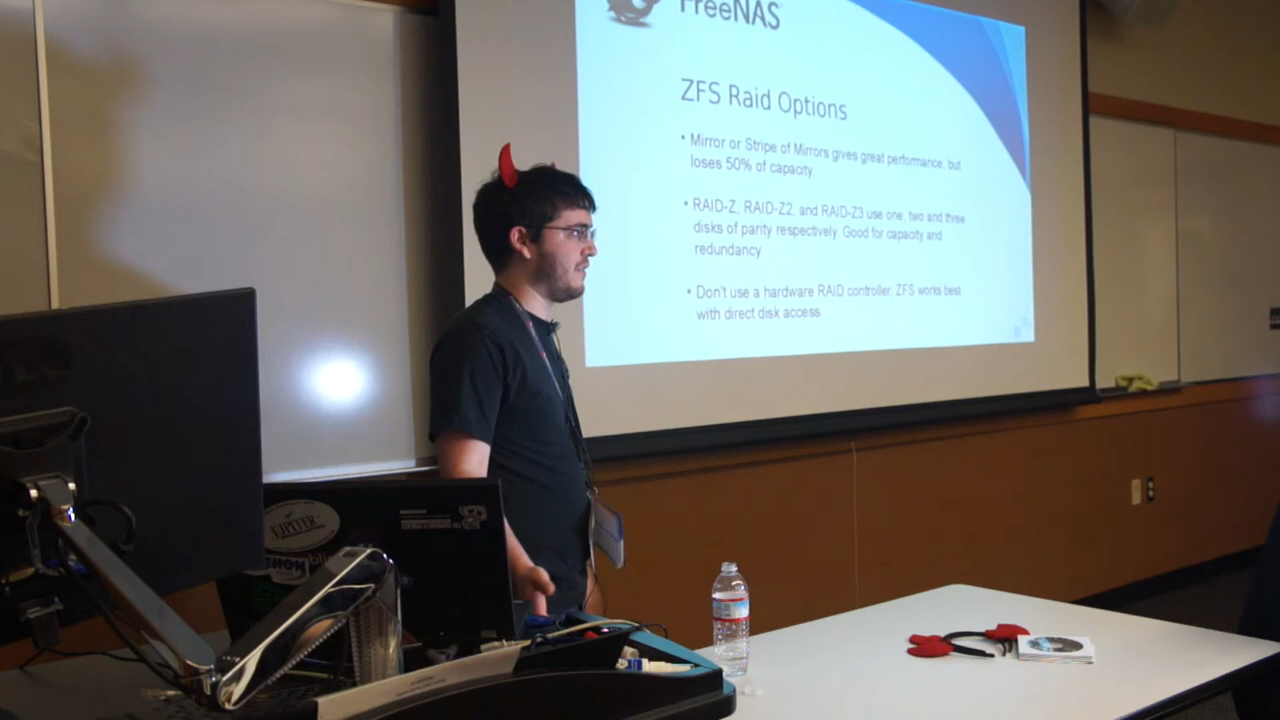 FreeNAS
ZFS Raid Options
• Mirror or Stripe of Mirrors gives great performance, but
loses 50% of capacity.
• RAID-Z, RAID-Z2, and RAID-Z3 use one, two and three
disks of parity respectively. Good for capacity and
redundancy
• Don't use a hardware RAID controller, ZFS works best
with direct disk access.
JUPITER